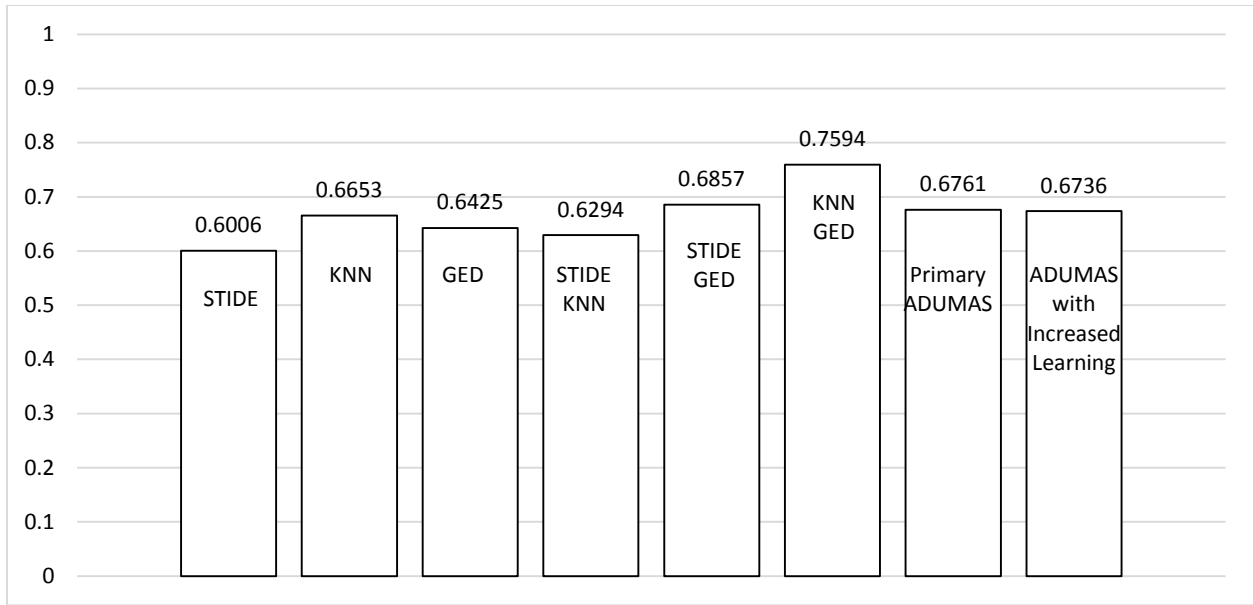 1
0.9
0.8
0.7
0.6
0.5
0.4
0.3
0.2
0.1
0
0.6006
0.6653
0.6425
0.6294
0.6857
0.7594
0.6761
0.6736
STIDE
KNN
GED
STIDE
KNN
STIDE
GED
KNN
GED
Primary
ADUMAS
ADUMAS
with
Increased
Learning